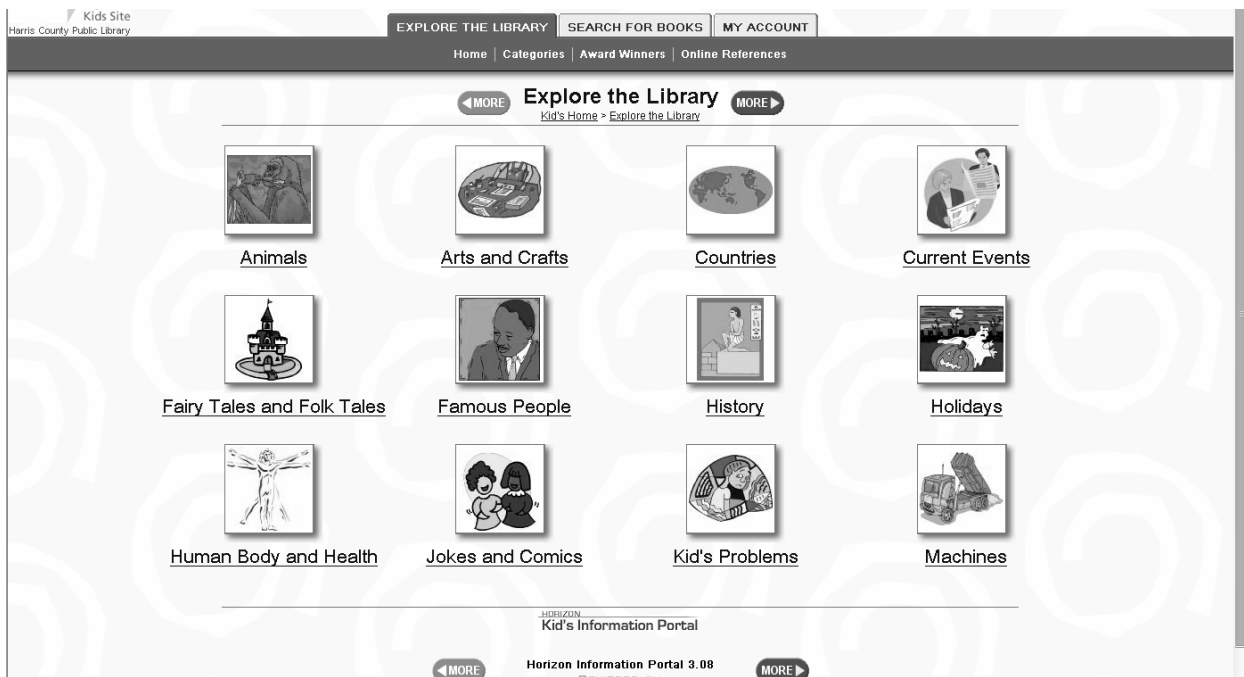 Kids Site
Harris County Public Library
EXPLORE THE LIBRARY SEARCH FOR BOOKS MY ACCOUNT
Home | Categories | Award Winners | Online References
MORE Explore the Library MORE
Kid's Home > Explore the Library
Animals Arts and Crafts Countries Current Events
Fairy Tales and Folk Tales Famous People History Holidays
Human Body and Health Jokes and Comics Kid's Problems Machines
HORIZON
Kid's Information Portal
MORE Horizon Information Portal 3.08 MORE